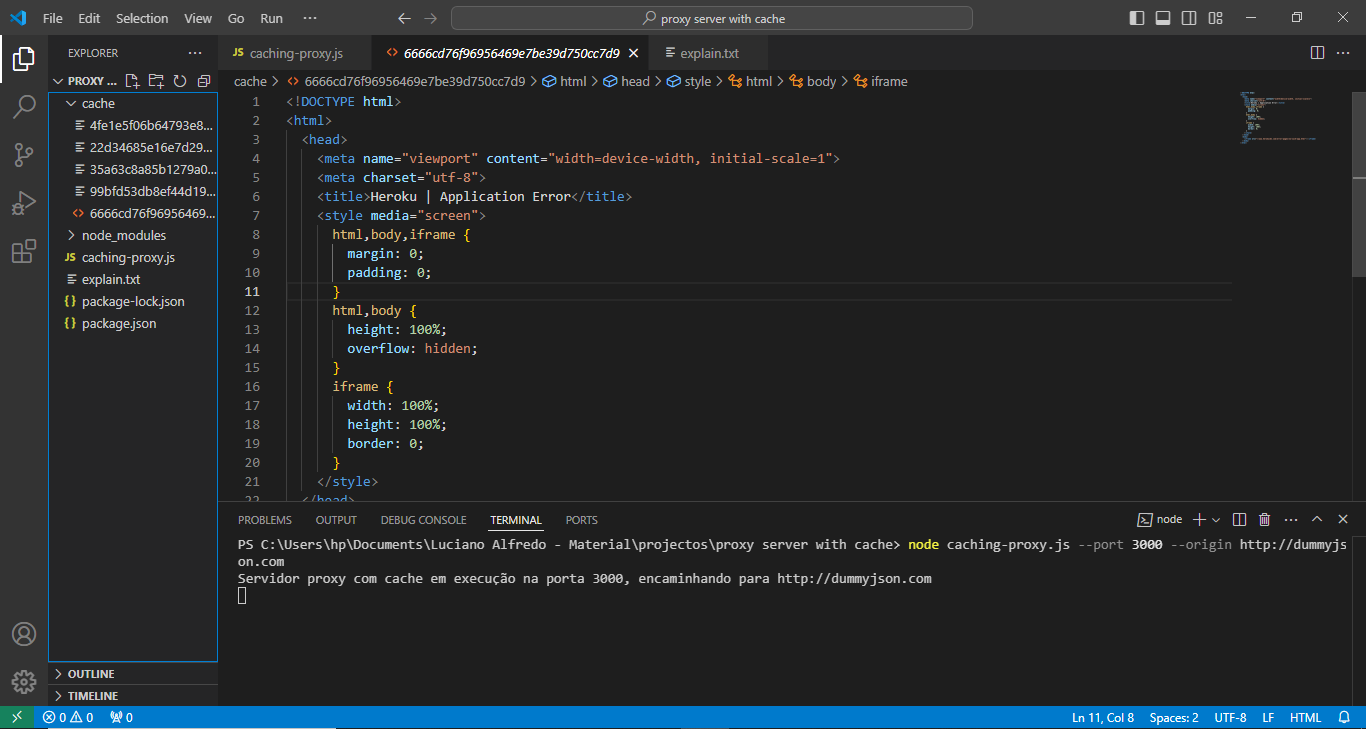 File Edit Selection View Go Run ···
proxy server with cache
EXPLORER ···
PROXY ...
cache
4fe1e5f06b64793e8...
22d34685e16e7d29...
35a63c8a85b1279a0...
99bfd53db8ef44d19...
6666cd76f96956469...
node_modules
JS caching-proxy.js
explain.txt
{} package-lock.json
{} package.json
OUTLINE
TIMELINE
JS caching-proxy.js
<> 6666cd76f96956469e7be39d750cc7d9
explain.txt
cache > <> 6666cd76f96956469e7be39d750cc7d9 > html > head > style > html > body > iframe
1 <!DOCTYPE html>
2 <html>
3 <head>
4 <meta name="viewport" content="width=device-width, initial-scale=1">
5 <meta charset="utf-8">
6 <title>Heroku | Application Error</title>
7 <style media="screen">
8 html,body,iframe {
9 margin: 0;
10 padding: 0;
11 }
12 html,body {
13 height: 100%;
14 overflow: hidden;
15 }
16 iframe {
17 width: 100%;
18 height: 100%;
19 border: 0;
20 }
21 </style>
22 </head>
PROBLEMS OUTPUT DEBUG CONSOLE TERMINAL PORTS
node
PS C:\Users\hp\Documents\Luciano Alfredo - Material\projectos\proxy server with cache> node caching-proxy.js --port 3000 --origin http://dummyjs
on.com
Servidor proxy com cache em execução na porta 3000, encaminhando para http://dummyjson.com
0 0 0
Ln 11, Col 8 Spaces: 2 UTF-8 LF HTML